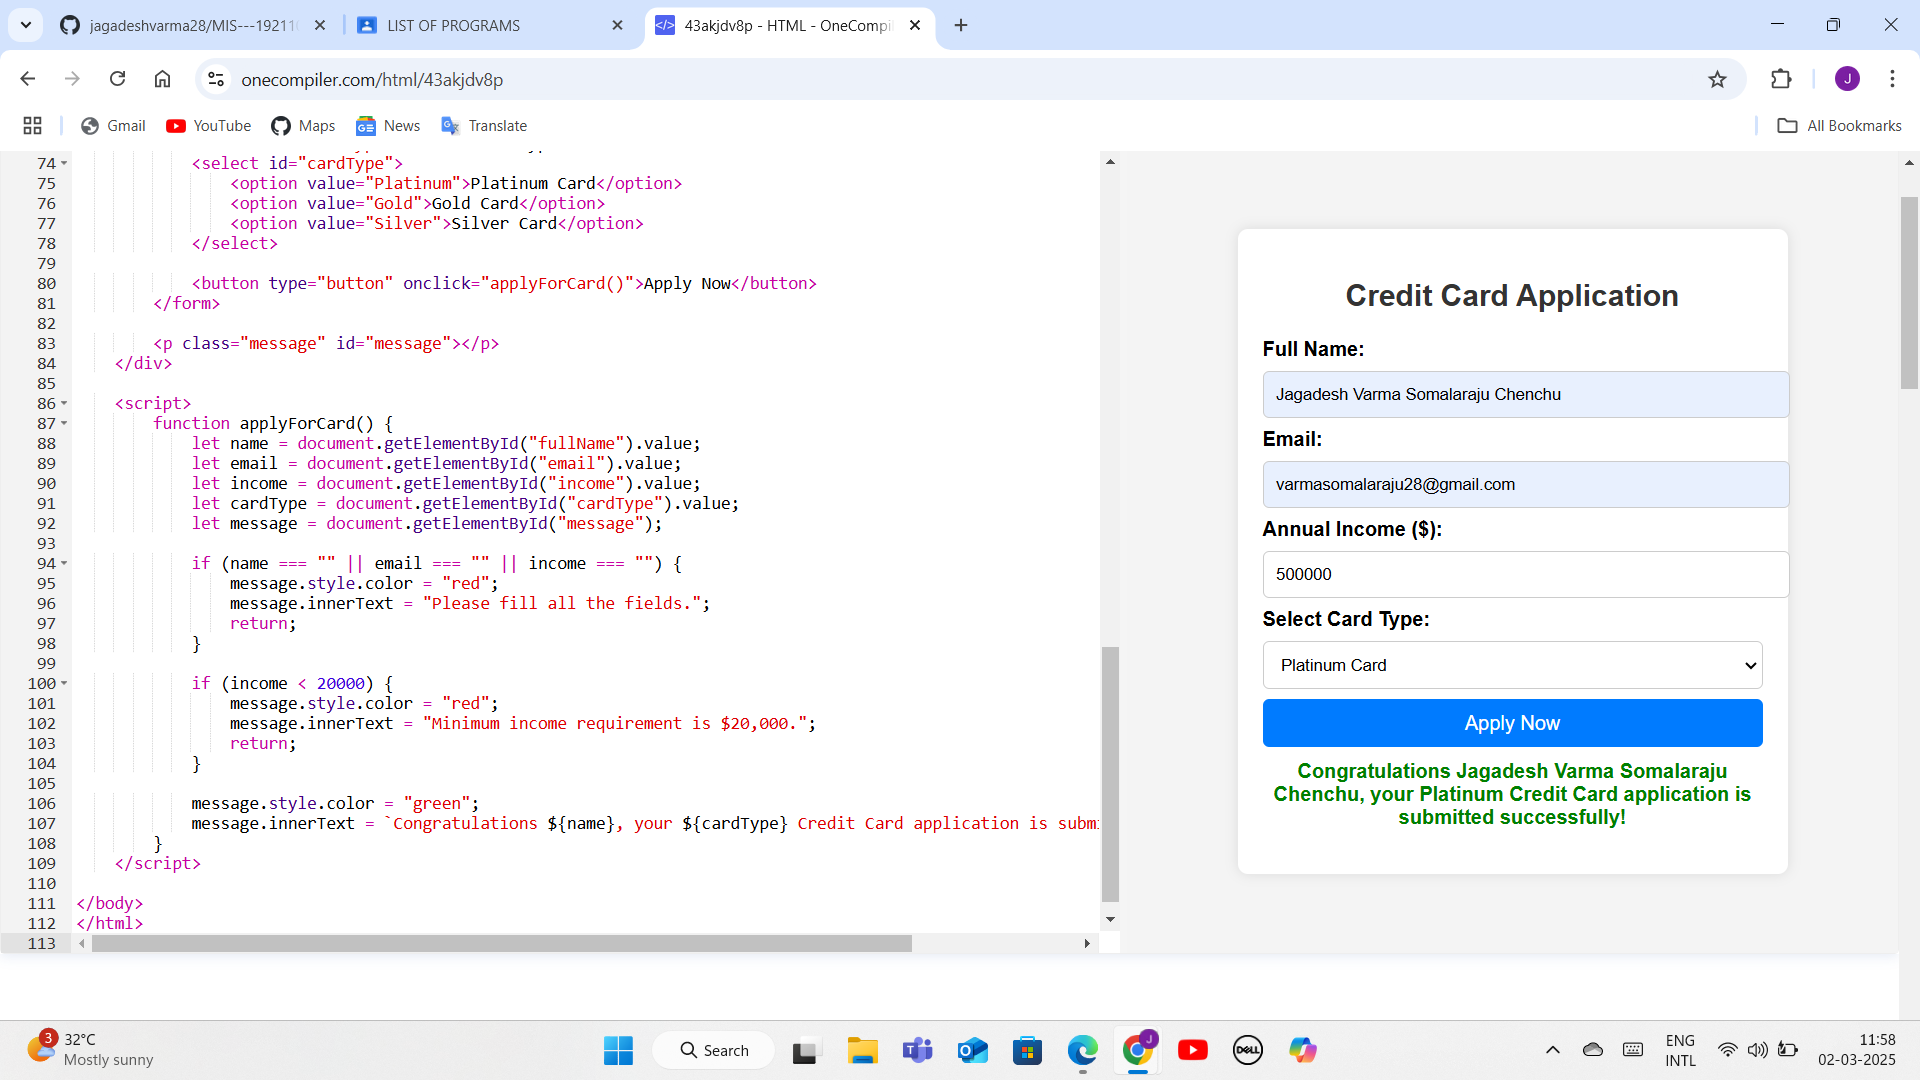 jagadeshvarma28/MIS---19211
LIST OF PROGRAMS
43akjdv8p - HTML - OneCompi
onecompiler.com/html/43akjdv8p
J
Gmail
YouTube
Maps
News
Translate
All Bookmarks
74 <select id="cardType">
75 <option value="Platinum">Platinum Card</option>
76 <option value="Gold">Gold Card</option>
77 <option value="Silver">Silver Card</option>
78 </select>
79
80 <button type="button" onclick="applyForCard()">Apply Now</button>
81 </form>
82
83 <p class="message" id="message"></p>
84 </div>
85
86 <script>
87 function applyForCard() {
88 let name = document.getElementById("fullName").value;
89 let email = document.getElementById("email").value;
90 let income = document.getElementById("income").value;
91 let cardType = document.getElementById("cardType").value;
92 let message = document.getElementById("message");
93
94 if (name === "" || email === "" || income === "") {
95 message.style.color = "red";
96 message.innerText = "Please fill all the fields.";
97 return;
98 }
99
100 if (income < 20000) {
101 message.style.color = "red";
102 message.innerText = "Minimum income requirement is $20,000.";
103 return;
104 }
105
106 message.style.color = "green";
107 message.innerText = `Congratulations ${name}, your ${cardType} Credit Card application is subm
108 }
109 </script>
110
111 </body>
112 </html>
113
Credit Card Application
Full Name:
Jagadesh Varma Somalaraju Chenchu
Email:
varmasomalaraju28@gmail.com
Annual Income ($):
500000
Select Card Type:
Platinum Card
Apply Now
Congratulations Jagadesh Varma Somalaraju
Chenchu, your Platinum Credit Card application is
submitted successfully!
3
32°C
Mostly sunny
Search
J
DELL
ENG
INTL
11:58
02-03-2025